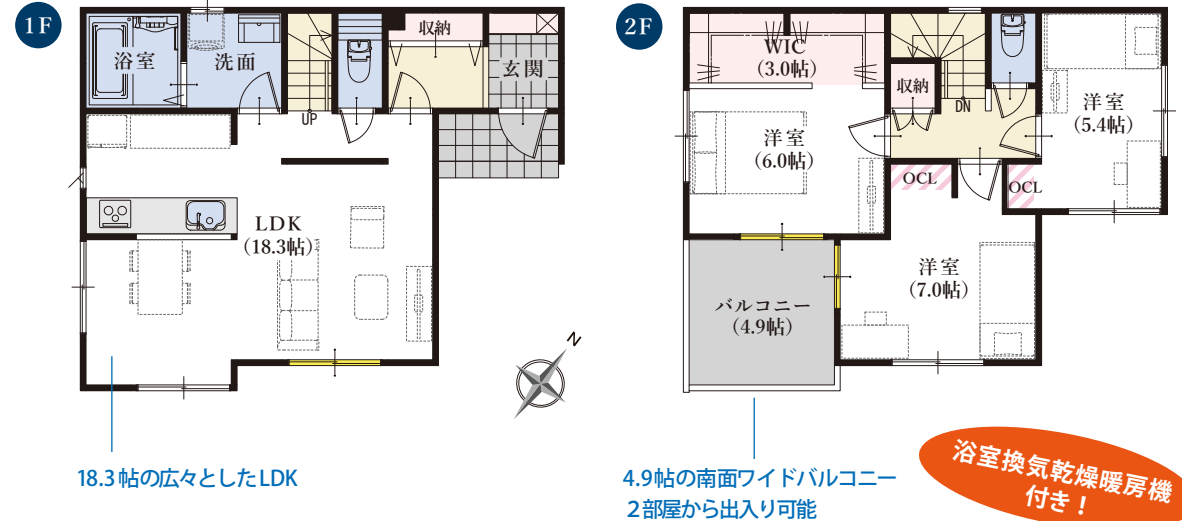 1F
浴室
洗面
UP
収納
玄関
LDK
(18.3帖)
N
18.3帖の広々としたLDK
2F
WIC
(3.0帖)
収納
DN
洋室
(5.4帖)
洋室
(6.0帖)
OCL
OCL
洋室
(7.0帖)
バルコニー
(4.9帖)
4.9帖の南面ワイドバルコニー
2部屋から出入り可能
浴室換気乾燥暖房機
付き！